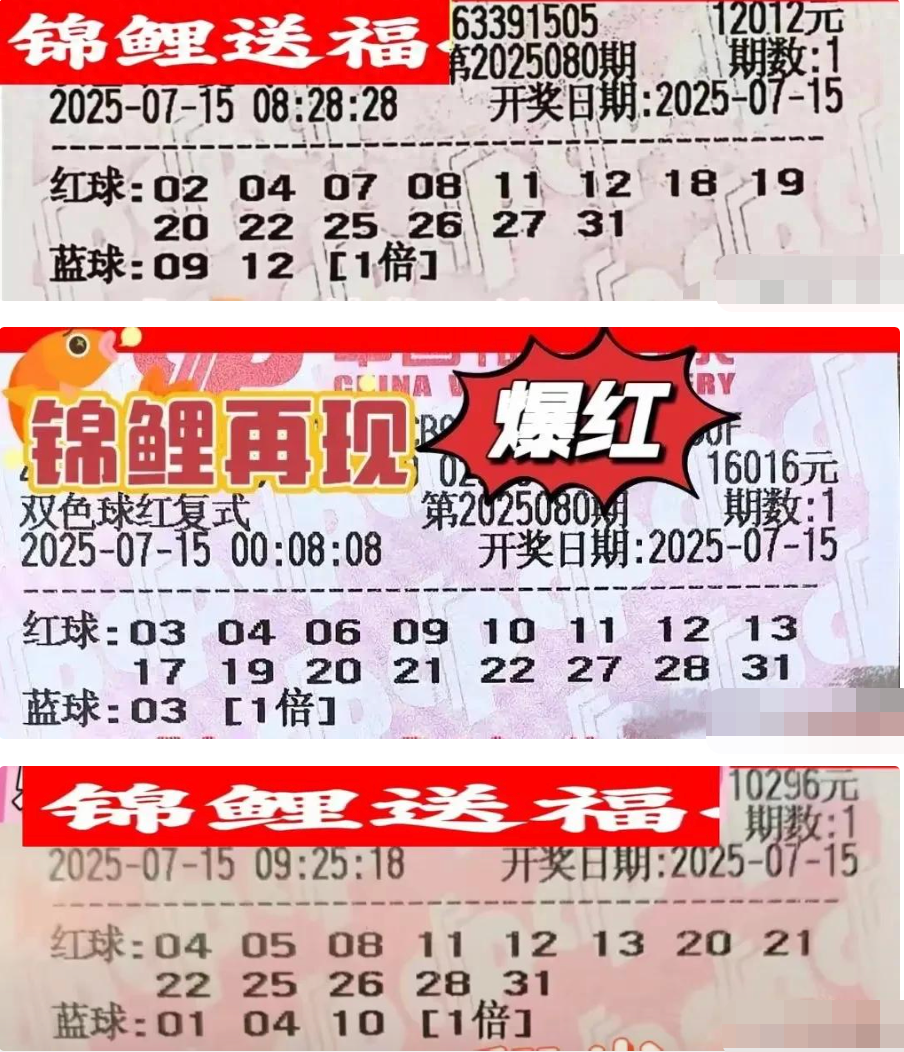 锦鲤送福
63391505 12012元
第2025080期 期数:1
2025-07-15 08:28:28 开奖日期:2025-07-15
红球:02 04 07 08 11 12 18 19
20 22 25 26 27 31
蓝球:09 12 [1倍]
锦鲤再现
爆红
16016元
双色球红复式 第2025080期 期数:1
2025-07-15 00:08:08 开奖日期:2025-07-15
红球:03 04 06 09 10 11 12 13
17 19 20 21 22 27 28 31
蓝球:03 [1倍]
锦鲤送福
10296元
期数:1
2025-07-15 09:25:18 开奖日期:2025-07-15
红球:04 05 08 11 12 13 20 21
22 25 26 28 31
蓝球:01 04 10 [1倍]